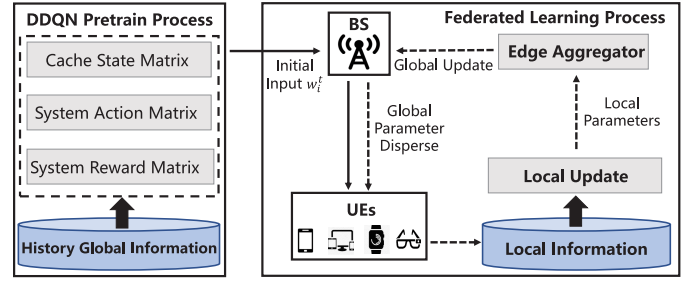 DDQN Pretrain Process
Cache State Matrix
System Action Matrix
System Reward Matrix
History Global Information
Federated Learning Process
BS
Initial
Input $w_i^t$
Global Update
Edge Aggregator
Global
Parameter
Disperse
Local
Parameters
Local Update
UEs
Local Information